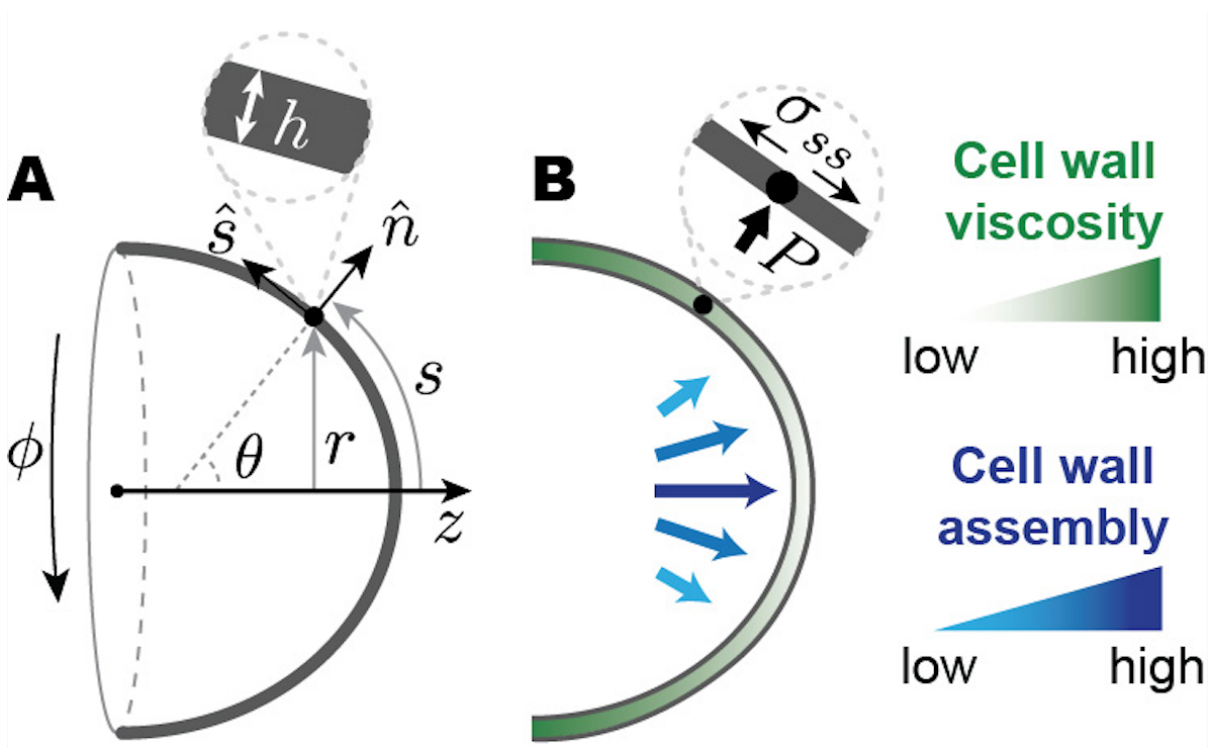 A
h
ŝ
n̂
s
θ
r
z
ϕ
B
σss
P
Cell wall
viscosity
low high
Cell wall
assembly
low high